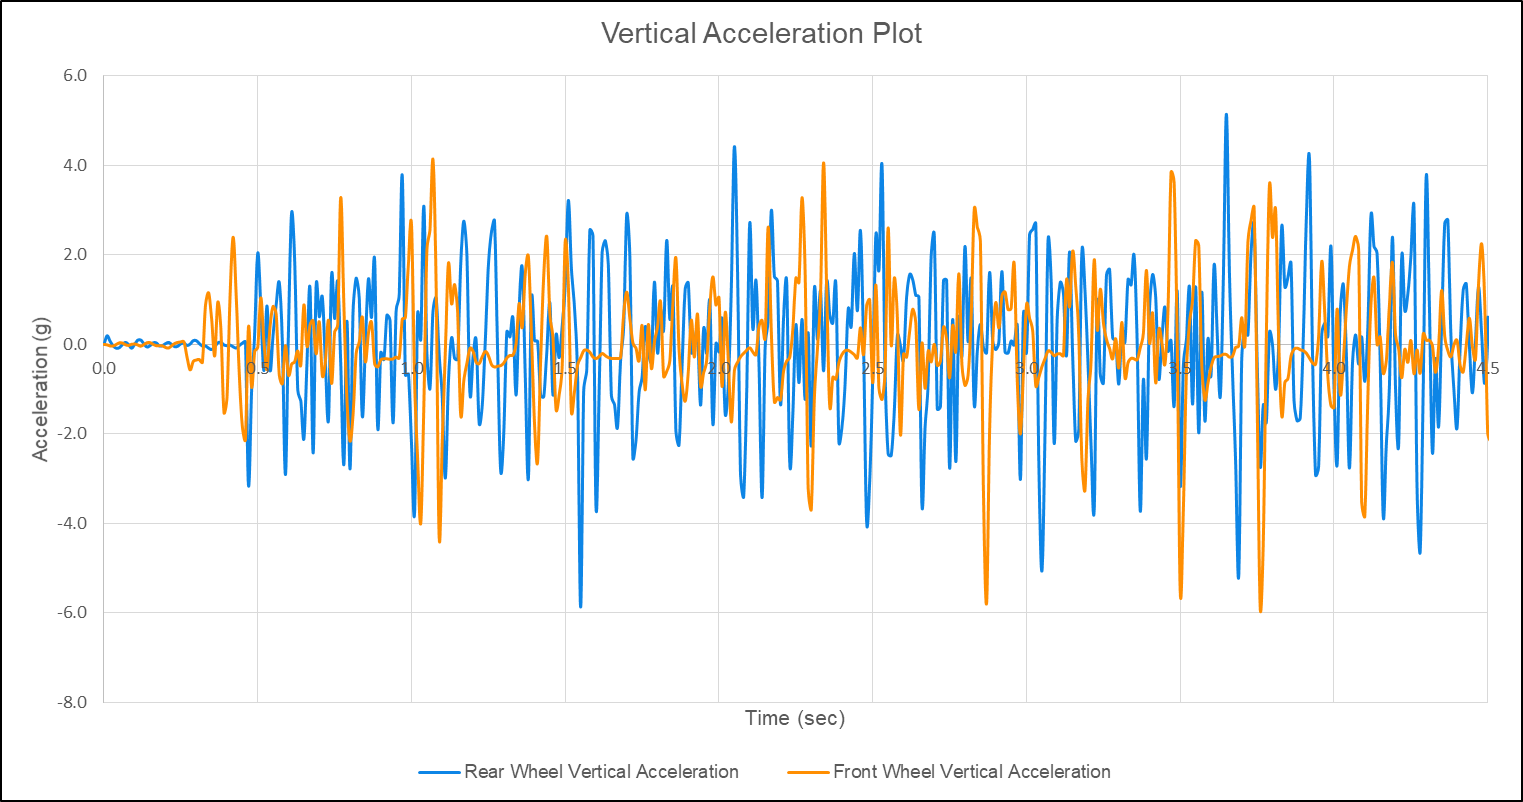 Vertical Acceleration Plot
6.0
4.0
2.0
0.0
-2.0
-4.0
-6.0
-8.0
Acceleration (g)
0.0 0.5 1.0 1.5 2.0 2.5 3.0 3.5 4.0 4.5
Time (sec)
Rear Wheel Vertical Acceleration Front Wheel Vertical Acceleration